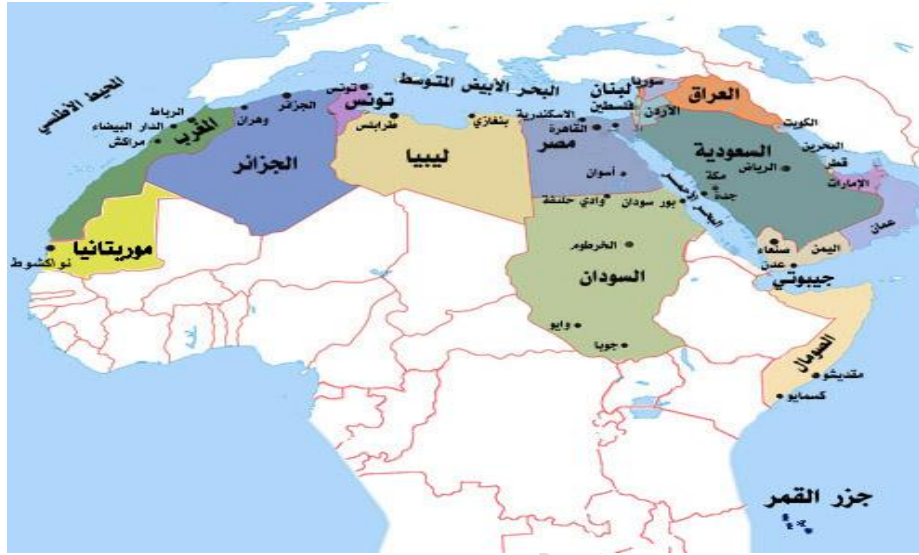 المحيط الأطلسي
البحر الأبيض المتوسط
البحر الأحمر
المغرب
الرباط
الدار البيضاء
مراكش
موريتانيا
نواكشوط
الجزائر
الجزائر
وهران
تونس
تونس
ليبيا
طرابلس
بنغازي
مصر
الاسكندرية
القاهرة
أسوان
السودان
وادي حلفة
بور سودان
الخرطوم
وايو
جوبا
لبنان
سوريا
فلسطين
الأردن
العراق
الكويت
السعودية
الرياض
مكة
جدة
البحرين
قطر
الإمارات
عمان
اليمن
صنعاء
عدن
جيبوتي
الصومال
مقديشو
كسمايو
جزر القمر